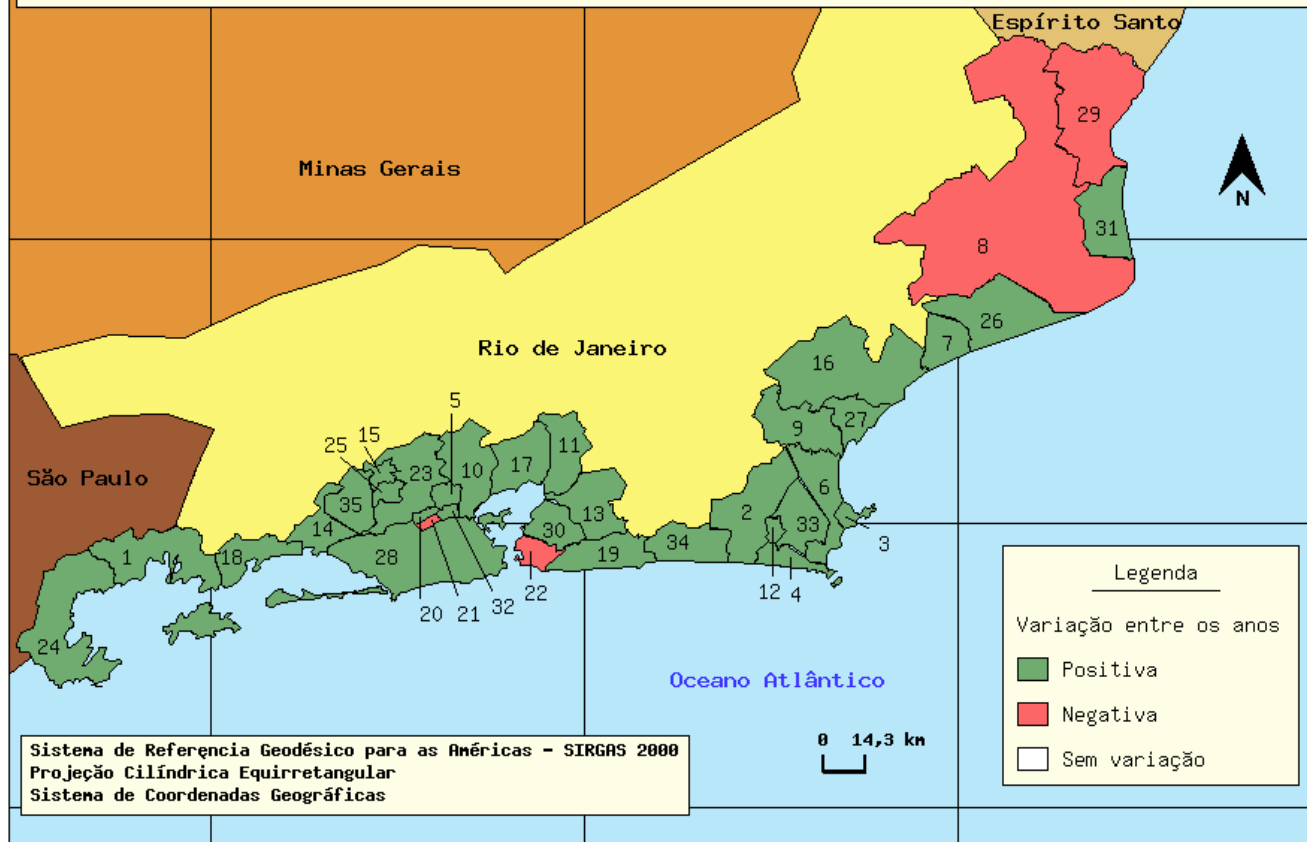 Espírito Santo
29
Minas Gerais
N
31
8
26
Rio de Janeiro
7
16
5
15
27
25
9
11
23
10
17
São Paulo
6
35
2
13
14
30
33
1
18
28
19
34
3
22
12
4
20
21
32
24
Legenda
Variação entre os anos
Positiva
Negativa
Sem variação
Oceano Atlântico
0 14,3 km
Sistema de Referençia Geodésico para as Américas - SIRGAS 2000
Projeção Cilíndrica Equirretangular
Sistema de Coordenadas Geográficas